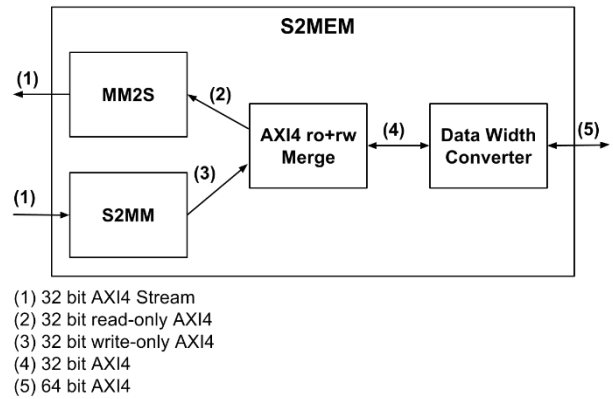 S2MEM
(1)
MM2S
(2)
AXI4 ro+rw
Merge
(4)
Data Width
Converter
(5)
(1)
S2MM
(3)
(1) 32 bit AXI4 Stream
(2) 32 bit read-only AXI4
(3) 32 bit write-only AXI4
(4) 32 bit AXI4
(5) 64 bit AXI4